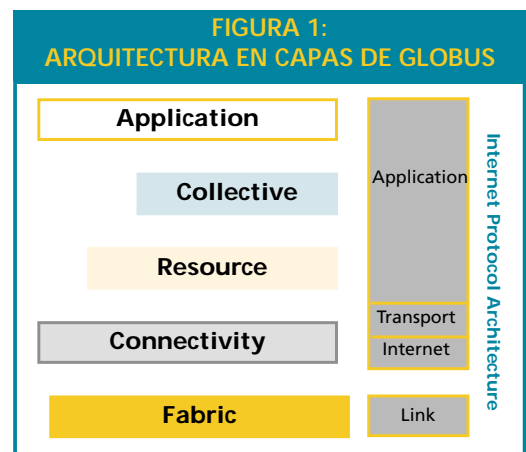 FIGURA 1:
ARQUITECTURA EN CAPAS DE GLOBUS
Application
Collective
Resource
Connectivity
Fabric
Application
Transport
Internet
Link
Internet Protocol Architecture